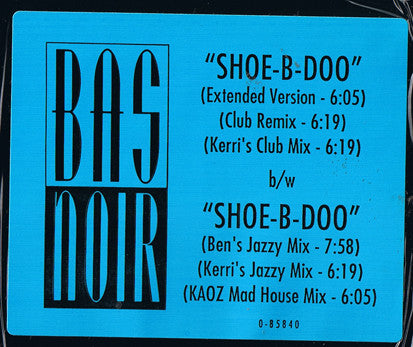 BAS
NOIR
"SHOE-B-DOO"
(Extended Version - 6:05)
(Club Remix - 6:19)
(Kerri's Club Mix - 6:19)
b/w
"SHOE-B-DOO"
(Ben's Jazzy Mix - 7:58)
(Kerri's Jazzy Mix - 6:19)
(KAOZ Mad House Mix - 6:05)
0-85840